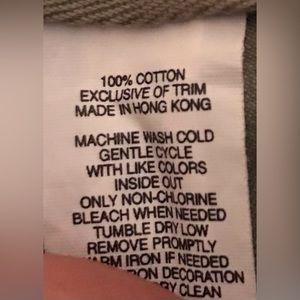 100% COTTON
EXCLUSIVE OF TRIM
MADE IN HONG KONG
MACHINE WASH COLD
GENTLE CYCLE
WITH LIKE COLORS
INSIDE OUT
ONLY NON-CHLORINE
BLEACH WHEN NEEDED
TUMBLE DRY LOW
REMOVE PROMPTLY
IRON IF NEEDED
DECORATION
CLEAN